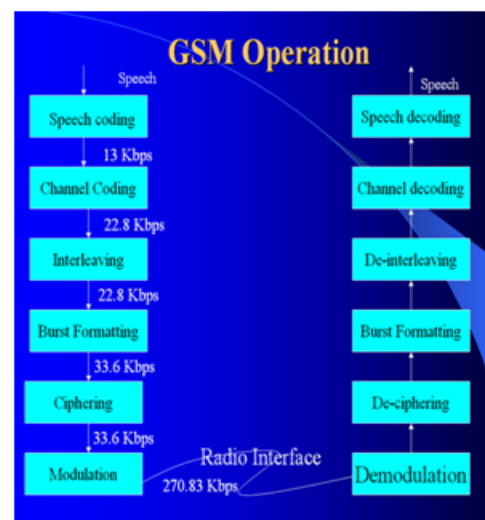 GSM Operation
Speech
Speech coding
13 Kbps
Channel Coding
22.8 Kbps
Interleaving
22.8 Kbps
Burst Formatting
33.6 Kbps
Ciphering
33.6 Kbps
Modulation
Radio Interface
270.83 Kbps
Speech
Speech decoding
Channel decoding
De-interleaving
Burst Formatting
De-ciphering
Demodulation